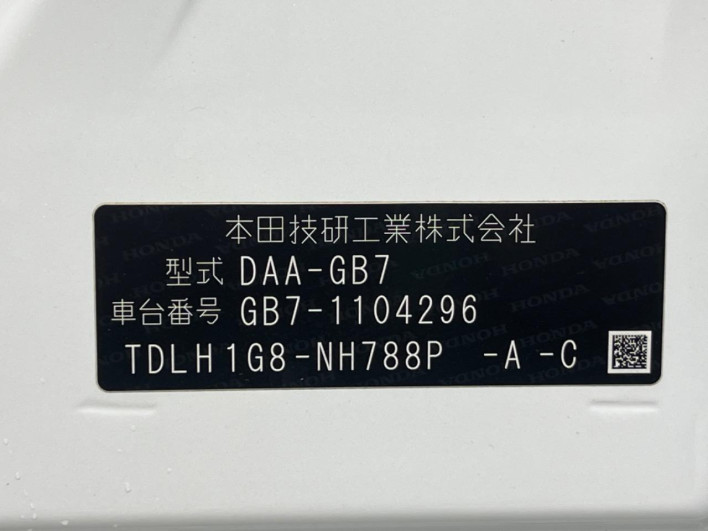 本田技研工業株式会社
型式 DAA-GB7
車台番号 GB7-1104296
TDLH1G8-NH788P -A-C